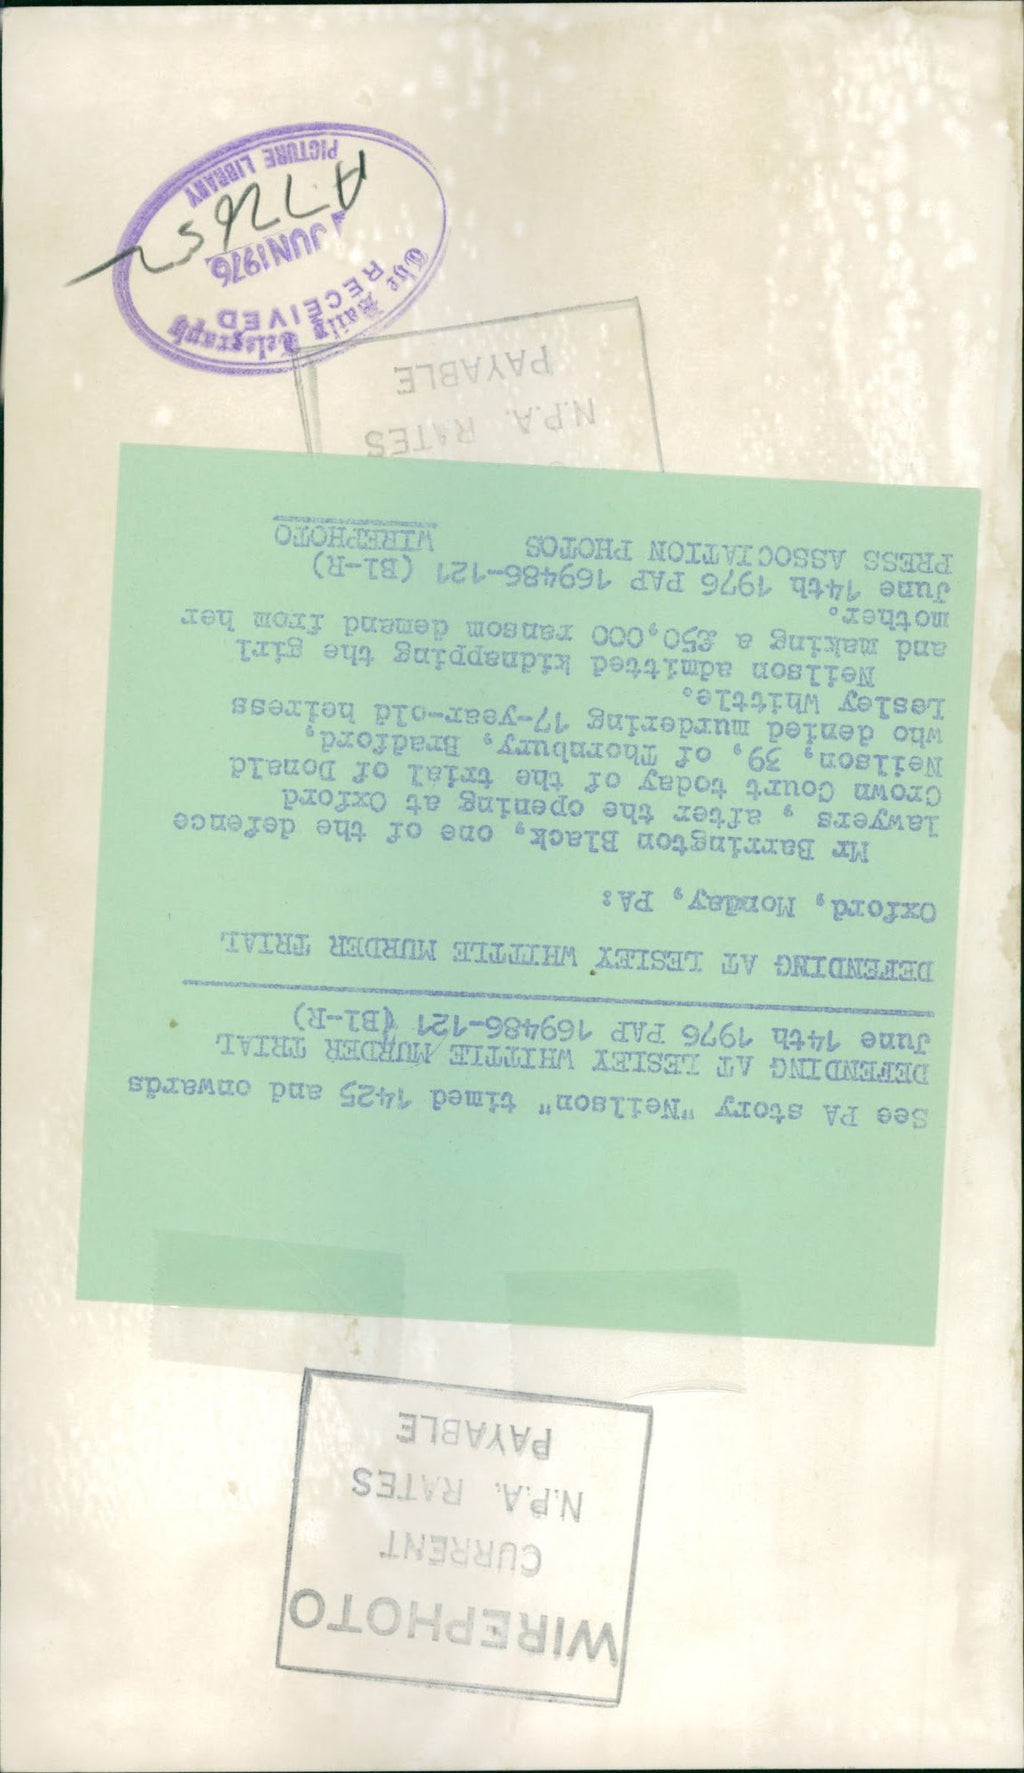 WIREPHOTO
CURRENT
N.P.A. RATES
PAYABLE
See PA story "Neilson" timed 1425 and onwards
DEFENDING AT LESLEY WHITTLE MURDER TRIAL
June 14th 1976 PAP 169486-121 (B1-R)
DEFENDING AT LESLEY WHITTLE MURDER TRIAL
Oxford, Monday, PA:
Mr Barrington Black, one of the defence
lawyers , after the opening at Oxford
Crown Court today of the trial of Donald
Neilson, 39, of Thornbury, Bradford,
who denied murdering 17-year-old heiress
Lesley Whittle.
Neilson admitted kidnapping the girl
and making a £50,000 ransom demand from her
mother.
June 14th 1976 PAP 169486-121 (B1-R)
PRESS ASSOCIATION PHOTOS WIREPHOTO
N.P.A. RATES
PAYABLE
The Daily Telegraph
RECEIVED
JUN 1976
PICTURE LIBRARY